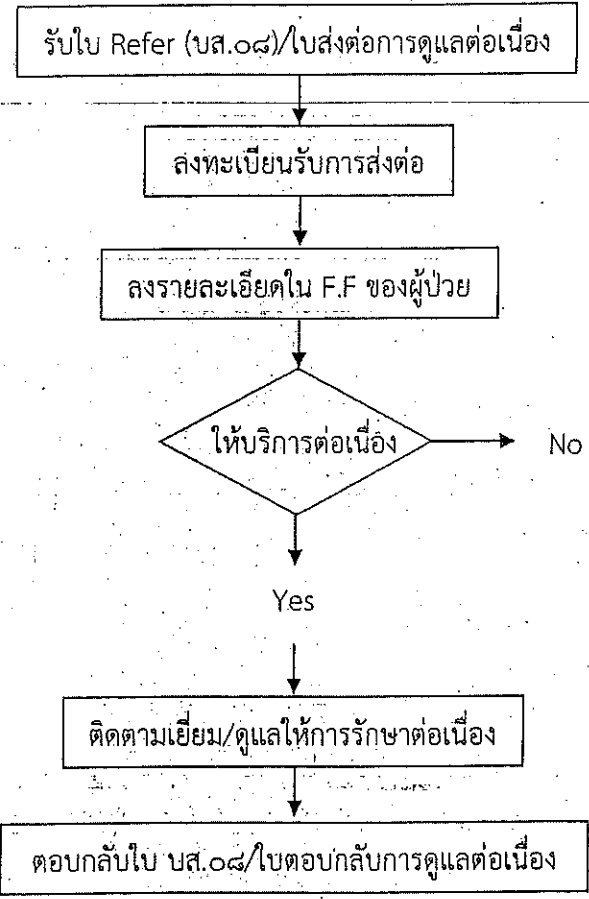 รับใบ Refer (บส.๐๘)/ใบส่งต่อการดูแลต่อเนื่อง
ลงทะเบียนรับการส่งต่อ
ลงรายละเอียดใน F.F ของผู้ป่วย
ให้บริการต่อเนื่อง
No
Yes
ติดตามเยี่ยม/ดูแลให้การรักษาต่อเนื่อง
ตอบกลับใบ บส.๐๘/ใบตอบกลับการดูแลต่อเนื่อง